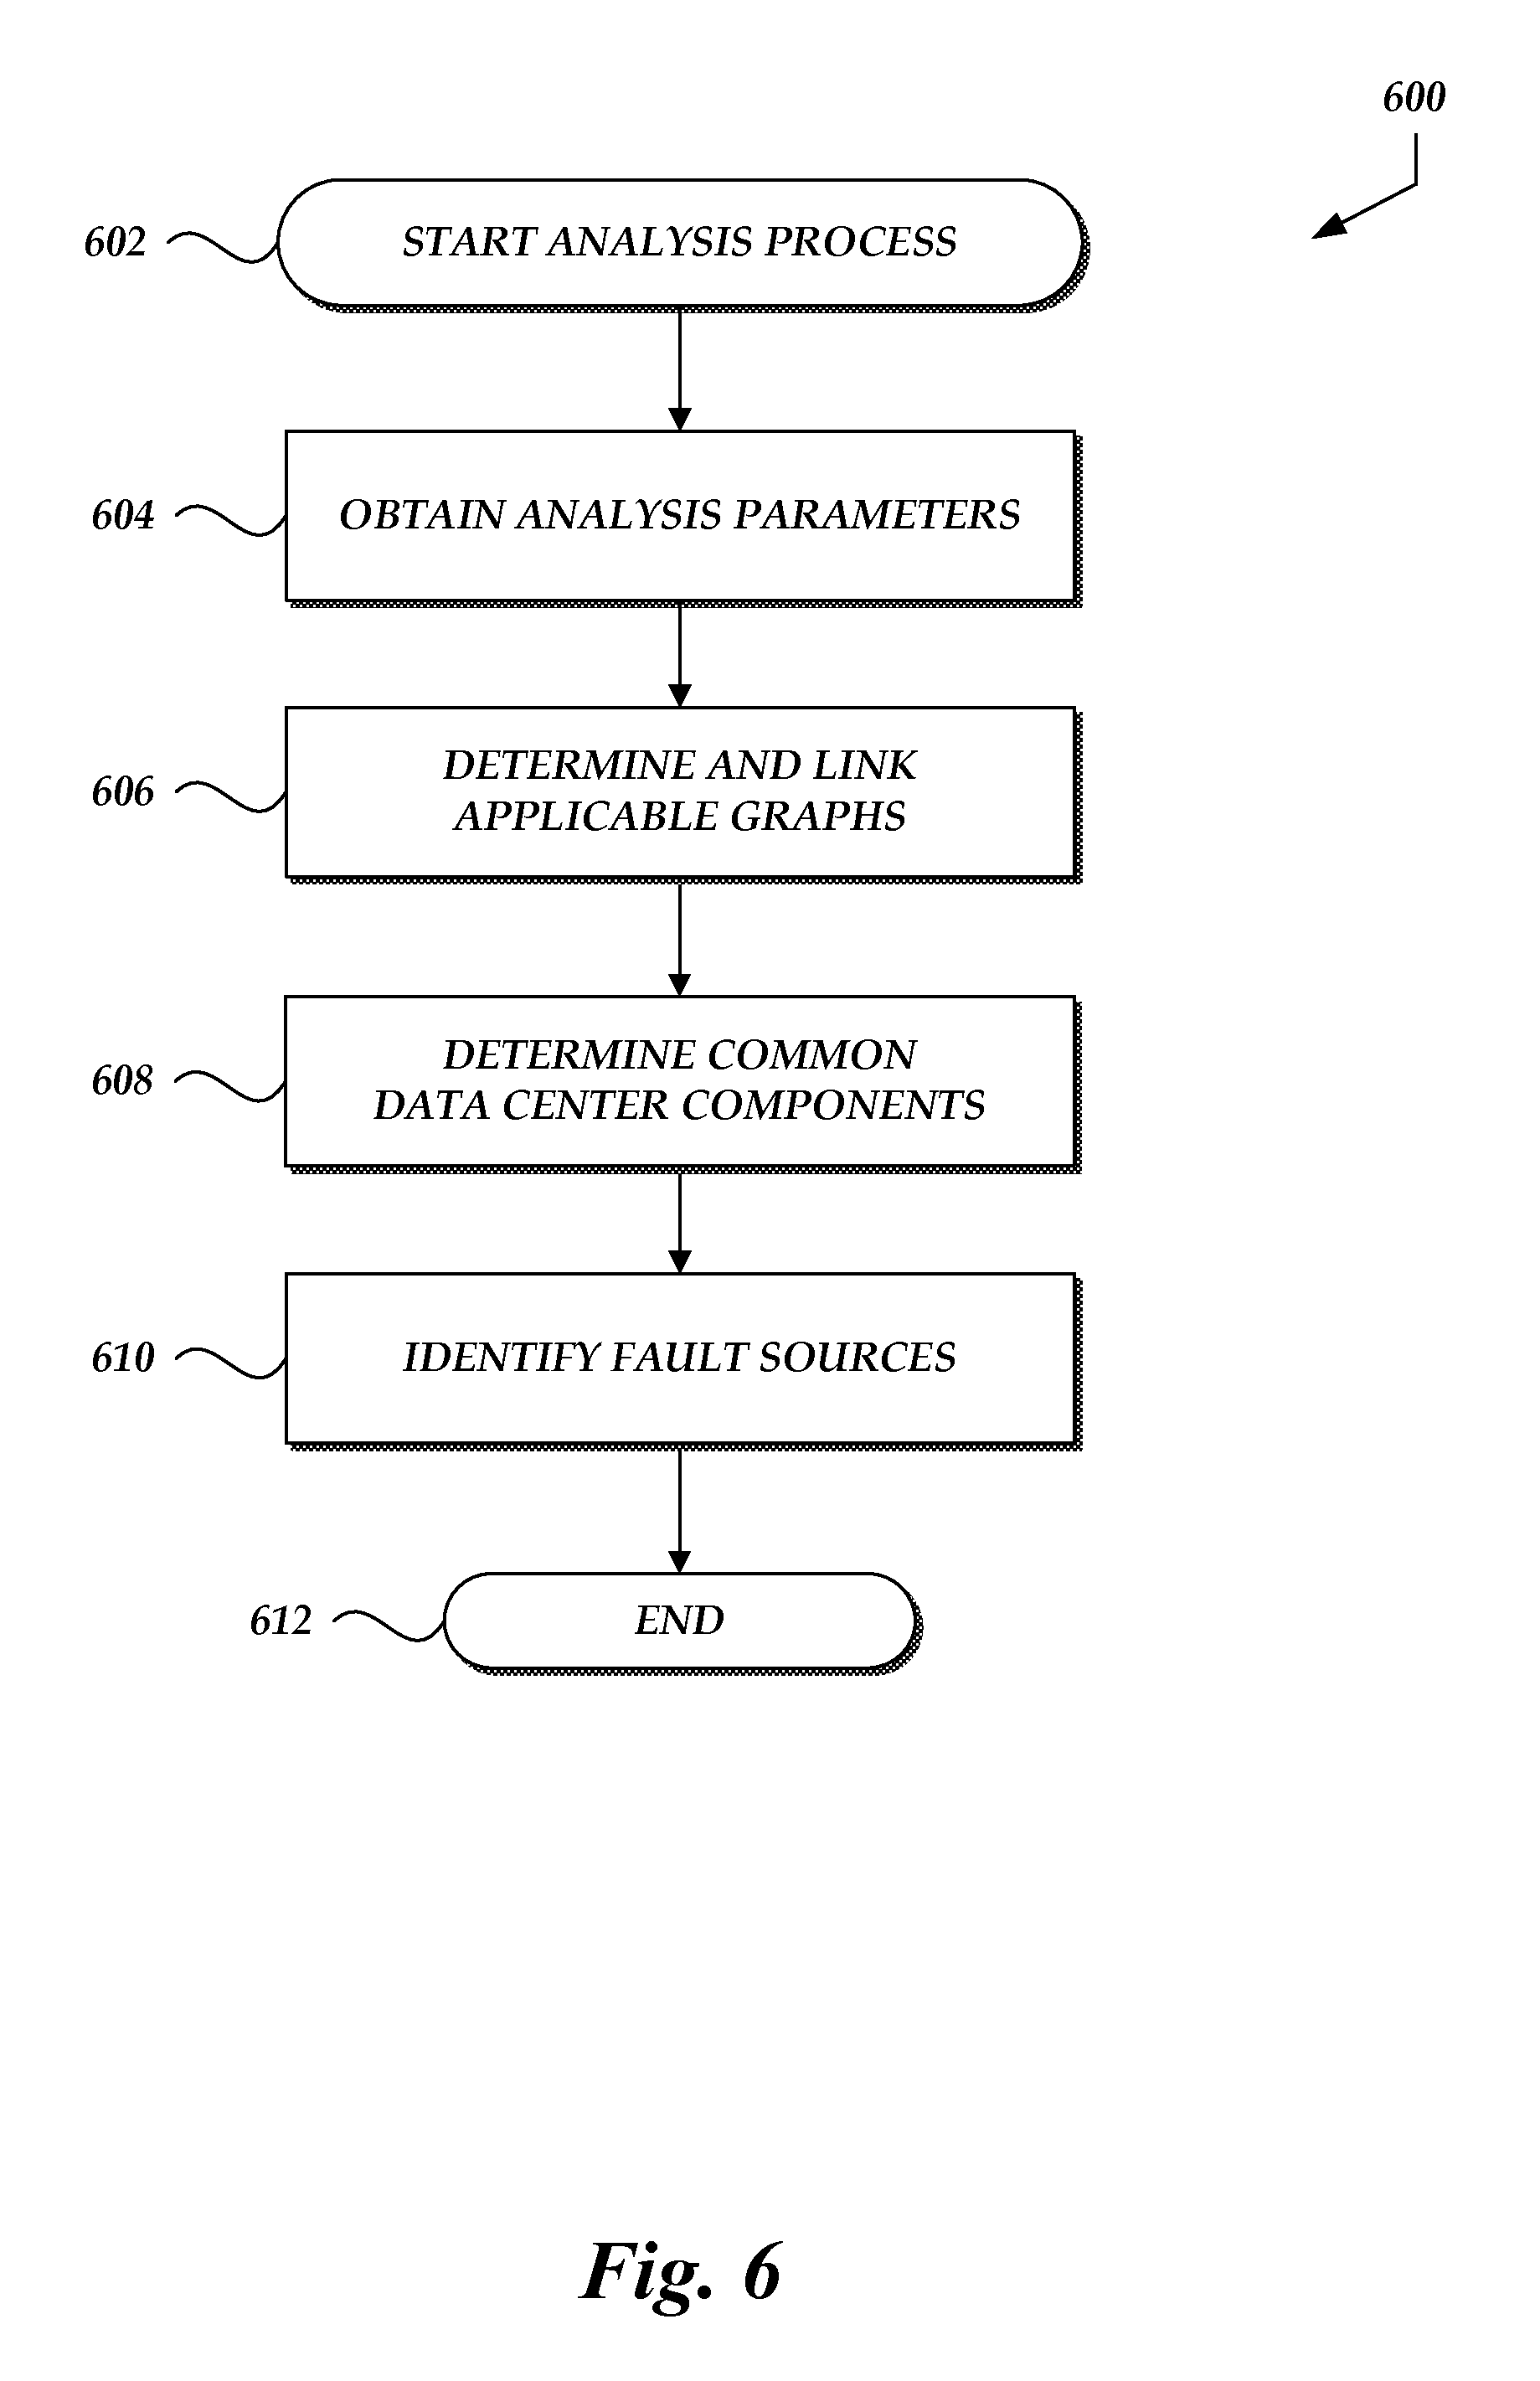 600
602
START ANALYSIS PROCESS
604
OBTAIN ANALYSIS PARAMETERS
606
DETERMINE AND LINK
APPLICABLE GRAPHS
608
DETERMINE COMMON
DATA CENTER COMPONENTS
610
IDENTIFY FAULT SOURCES
612
END
Fig. 6